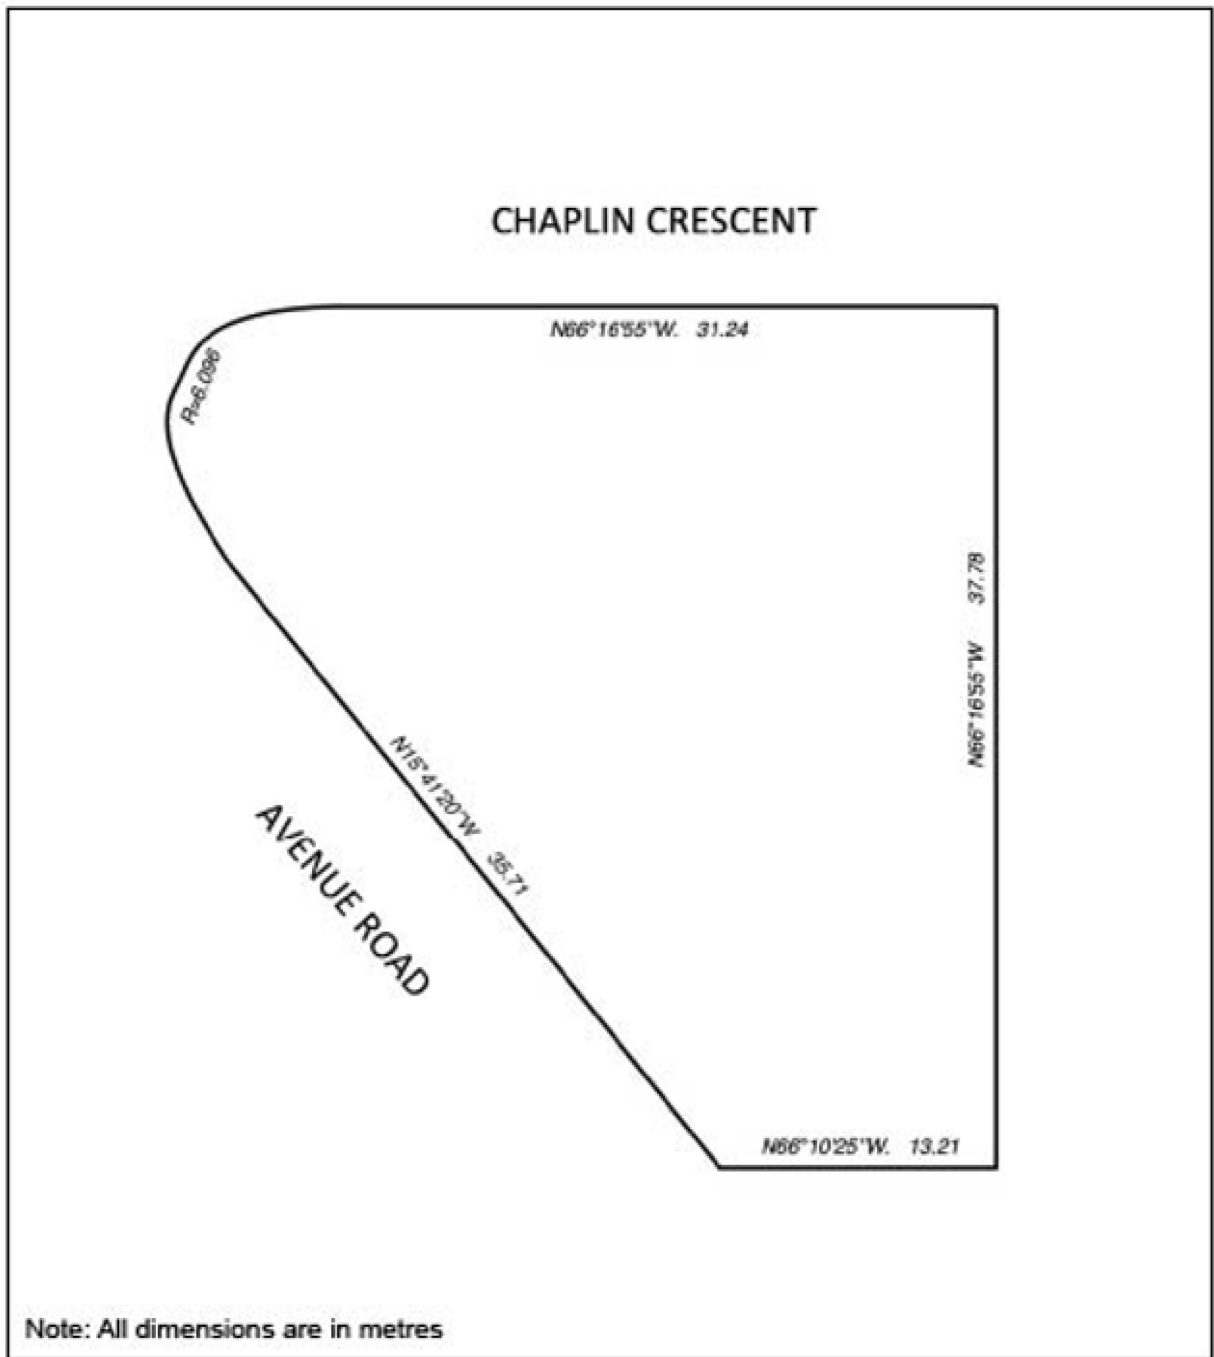 CHAPLIN CRESCENT
N66°16'55"W. 31.24
R=6.096
N66°16'55"W 37.78
N15°41'20"W 35.71
AVENUE ROAD
N66°10'25"W. 13.21
Note: All dimensions are in metres